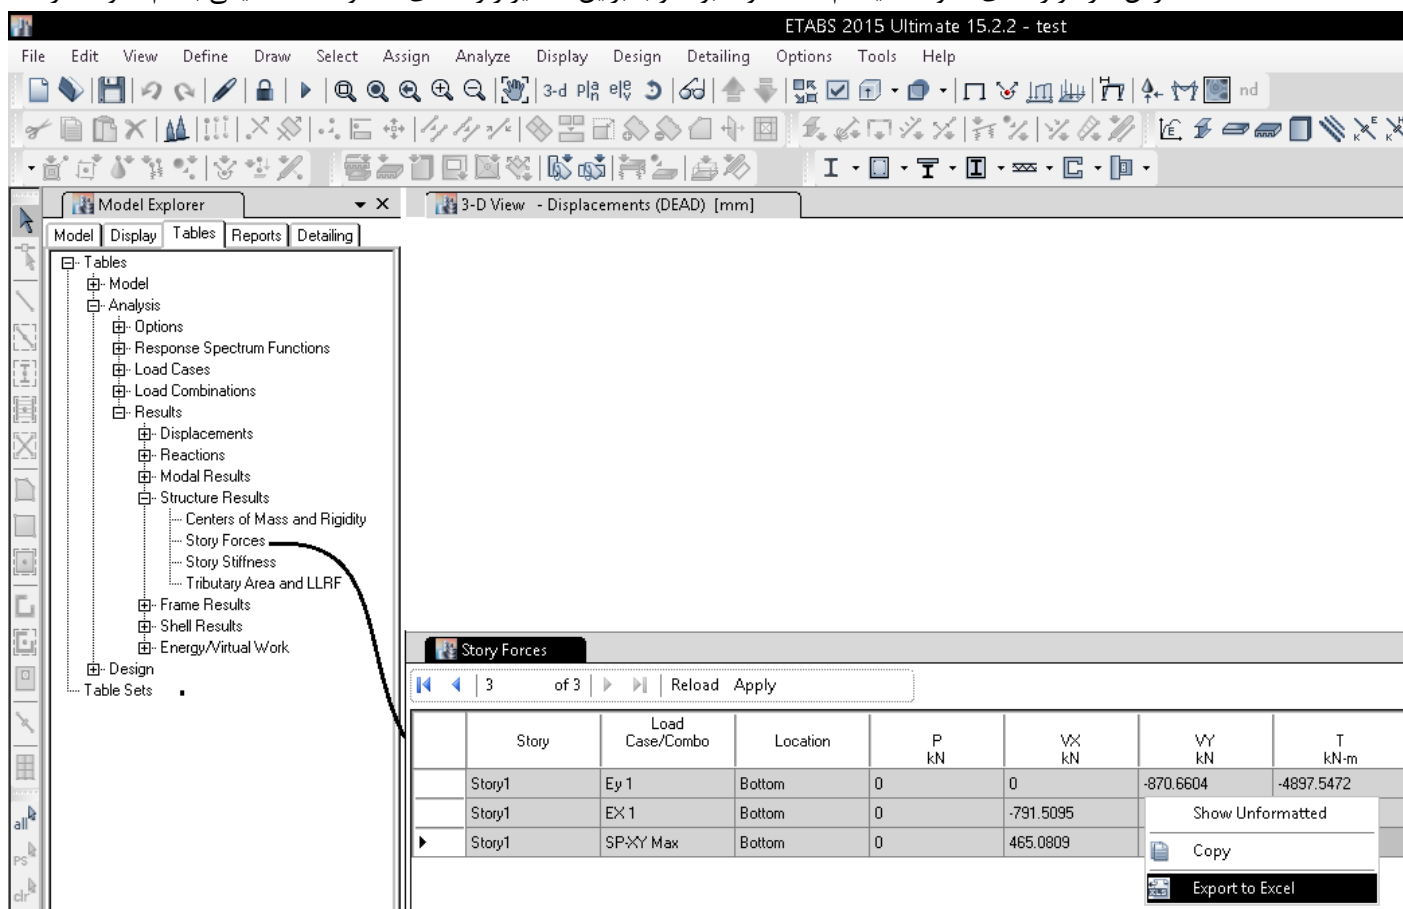 ETABS 2015 Ultimate 15.2.2 - test
File Edit View Define Draw Select Assign Analyze Display Design Detailing Options Tools Help
3-d nd
Model Explorer
3-D View - Displacements (DEAD) [mm]
Model Display Tables Reports Detailing
Tables
Model
Analysis
Options
Response Spectrum Functions
Load Cases
Load Combinations
Results
Displacements
Reactions
Modal Results
Structure Results
Centers of Mass and Rigidity
Story Forces
Story Stiffness
Tributary Area and LLRF
Frame Results
Shell Results
Energy/Virtual Work
Design
Table Sets
all
PS
clr
Story Forces
3 of 3 Reload Apply
Story Load Case/Combo Location P kN VX kN VY kN T kN-m
Story1 Ey 1 Bottom 0 0 -870.6604 -4897.5472
Story1 EX 1 Bottom 0 -791.5095
Story1 SP-XY Max Bottom 0 465.0809
Show Unformatted
Copy
Export to Excel